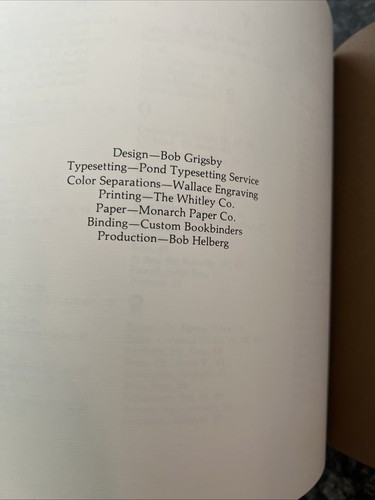 Design—Bob Grigsby
Typesetting—Pond Typesetting Service
Color Separations—Wallace Engraving
Printing—The Whitley Co.
Paper—Monarch Paper Co.
Binding—Custom Bookbinders
Production—Bob Helberg